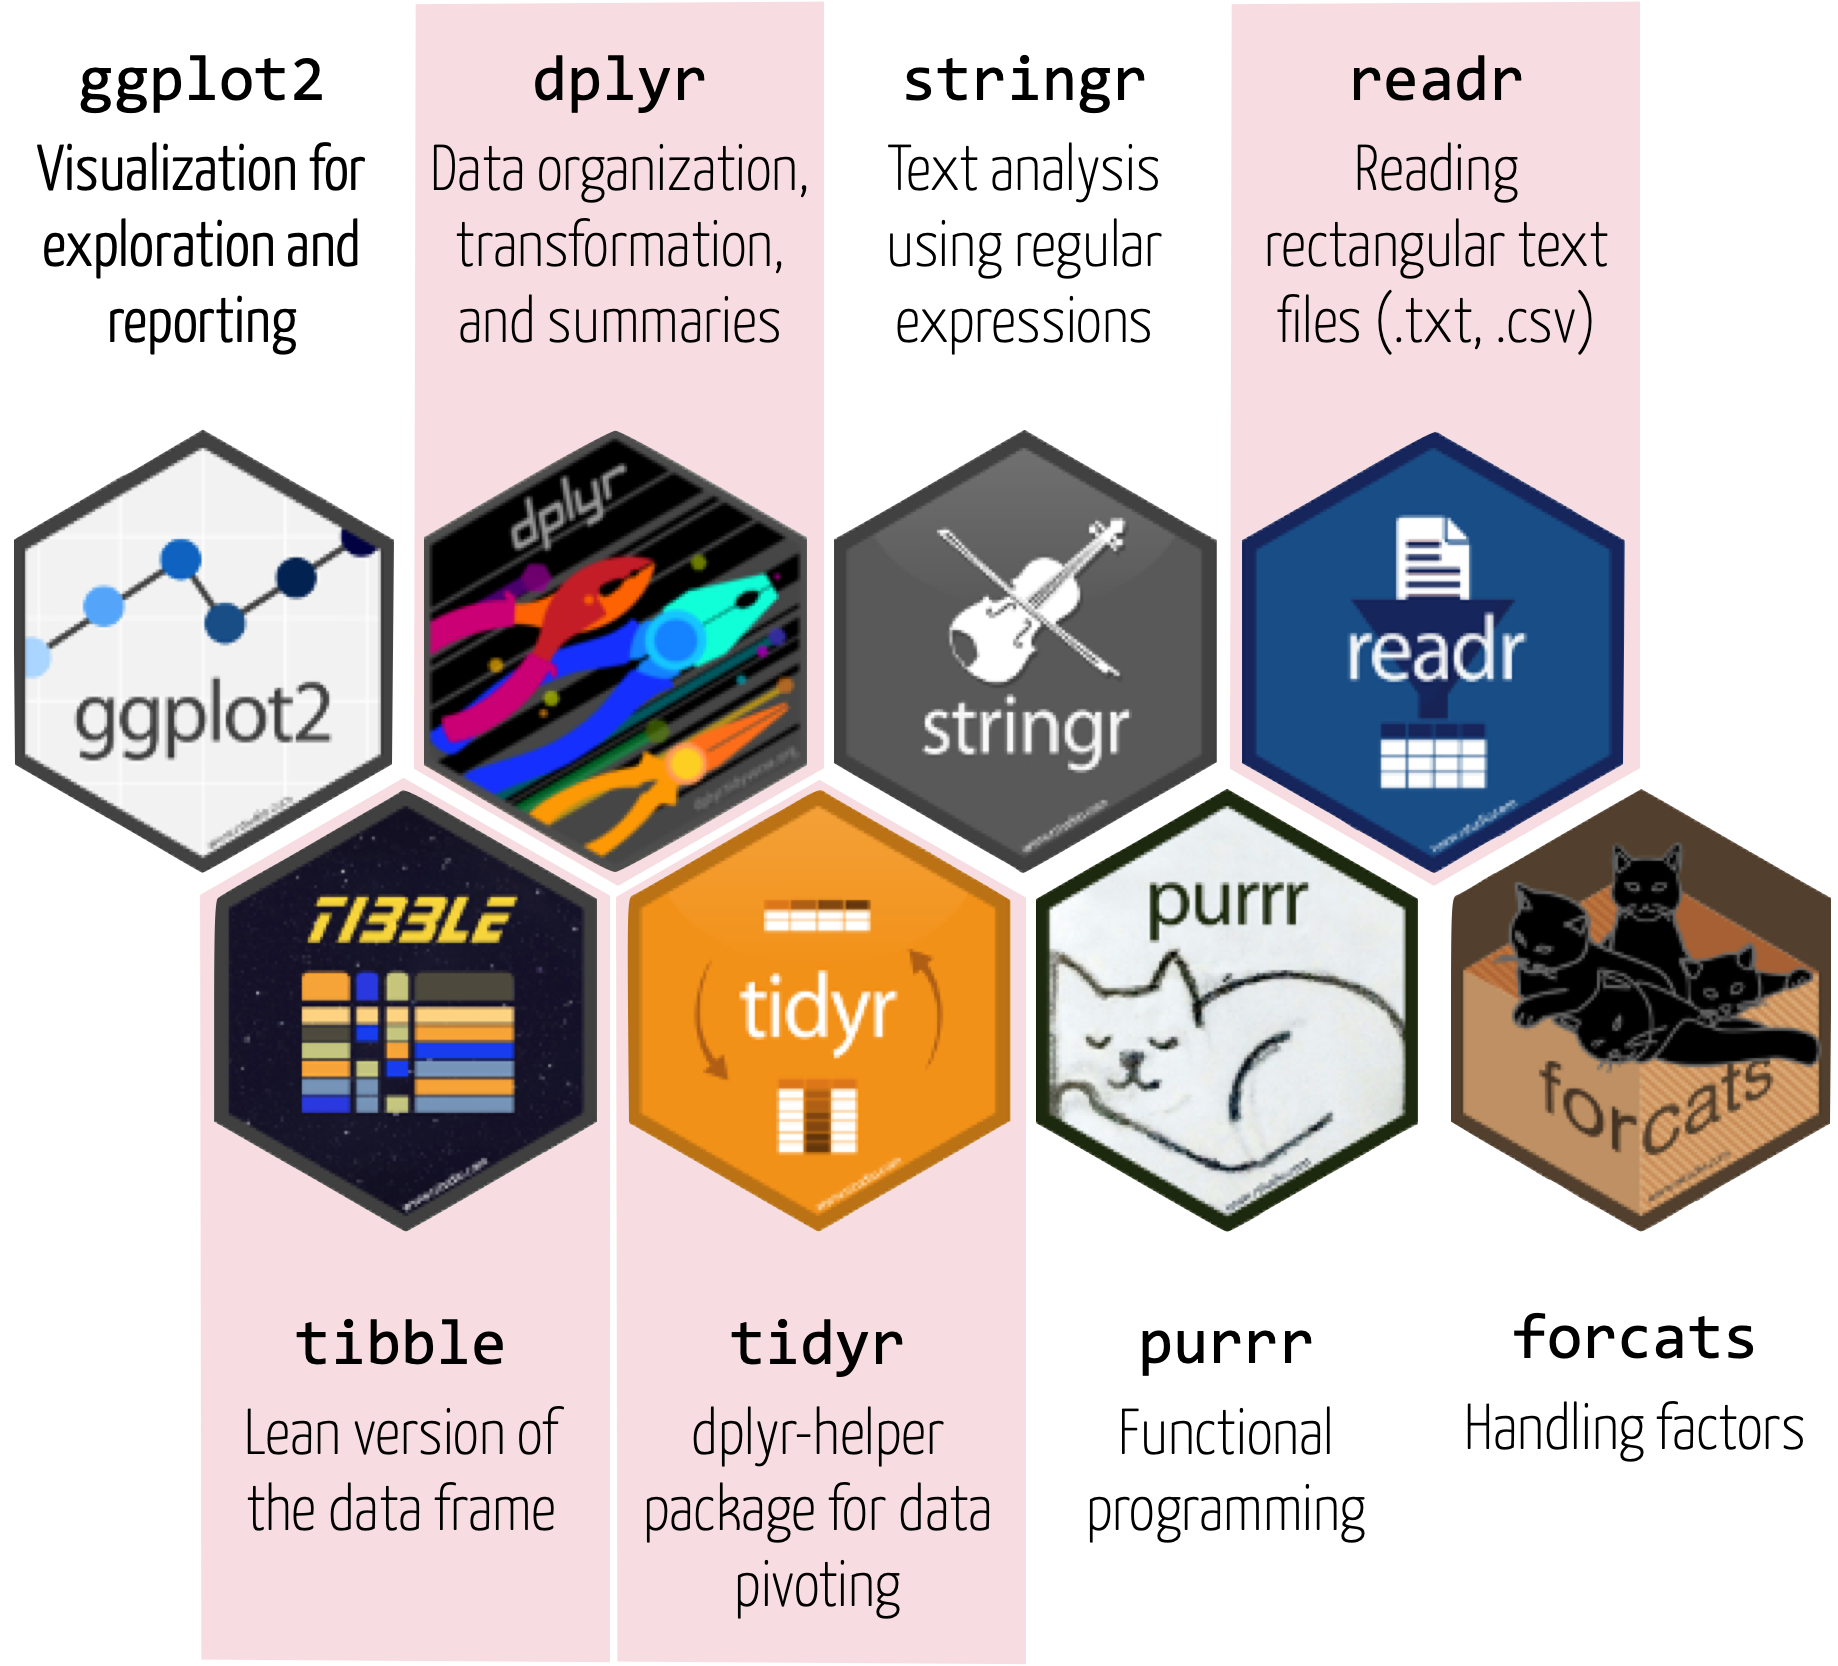 ggplot2
Visualization for
exploration and
reporting
dplyr
Data organization,
transformation,
and summaries
stringr
Text analysis
using regular
expressions
readr
Reading
rectangular text
files (.txt, .csv)
ggplot2
dplyr
stringr
readr
TIBBLE
tidyr
purrr
forcats
tibble
Lean version of
the data frame
tidyr
dplyr-helper
package for data
pivoting
purrr
Functional
programming
forcats
Handling factors